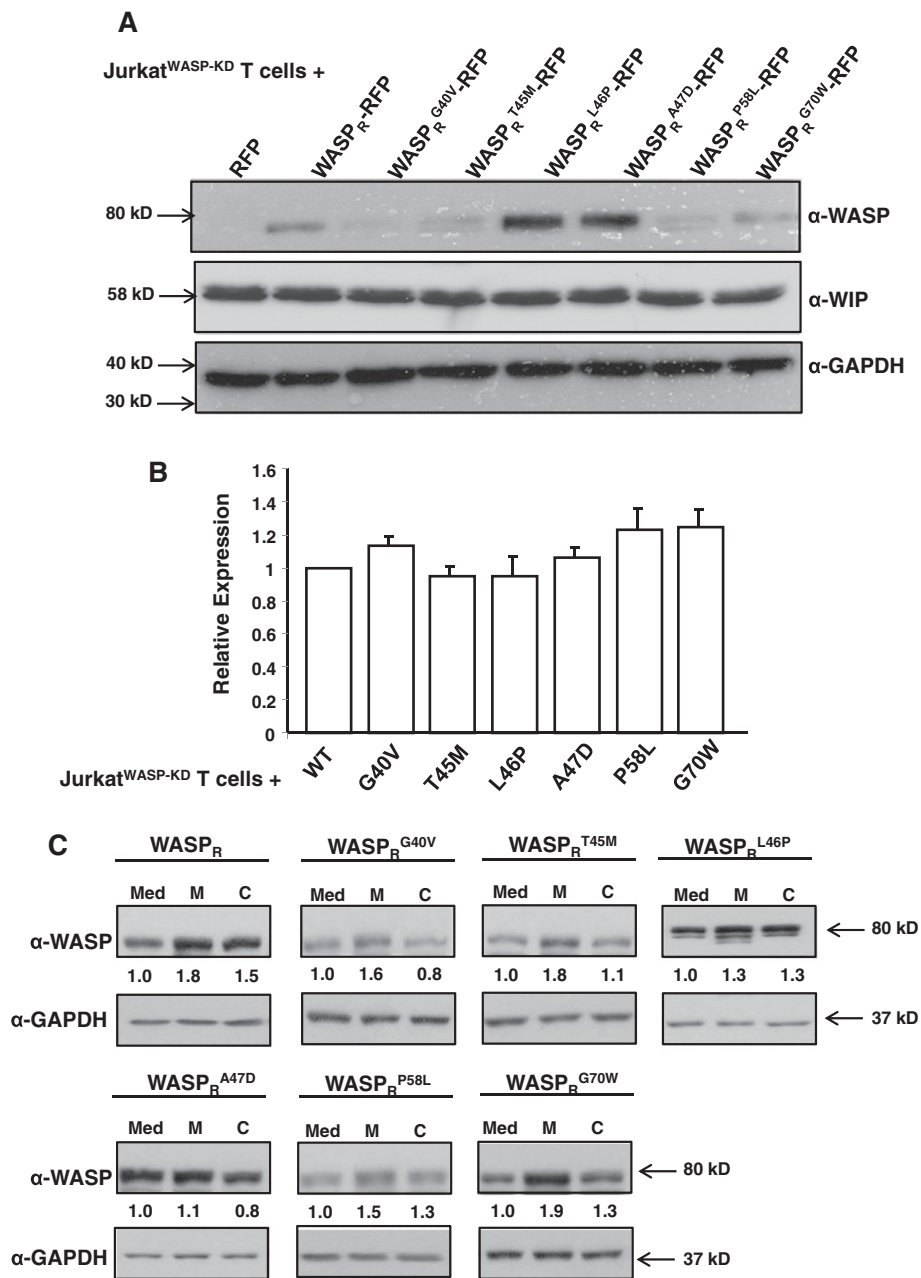 A
Jurkat^WASP-KD T cells +
RFP
WASP_R-RFP
WASP_R^G40V-RFP
WASP_R^T45M-RFP
WASP_R^L46P-RFP
WASP_R^A47D-RFP
WASP_R^P58L-RFP
WASP_R^G70W-RFP
80 kD
α-WASP
58 kD
α-WIP
40 kD
α-GAPDH
30 kD
B
Relative Expression
1.6
1.4
1.2
1
0.8
0.6
0.4
0.2
0
Jurkat^WASP-KD T cells +
WT
G40V
T45M
L46P
A47D
P58L
G70W
C
WASP_R WASP_R^G40V WASP_R^T45M WASP_R^L46P
Med M C Med M C Med M C Med M C
α-WASP 80 kD
1.0 1.8 1.5 1.0 1.6 0.8 1.0 1.8 1.1 1.0 1.3 1.3
α-GAPDH 37 kD
WASP_R^A47D WASP_R^P58L WASP_R^G70W
Med M C Med M C Med M C
α-WASP 80 kD
1.0 1.1 0.8 1.0 1.5 1.3 1.0 1.9 1.3
α-GAPDH 37 kD